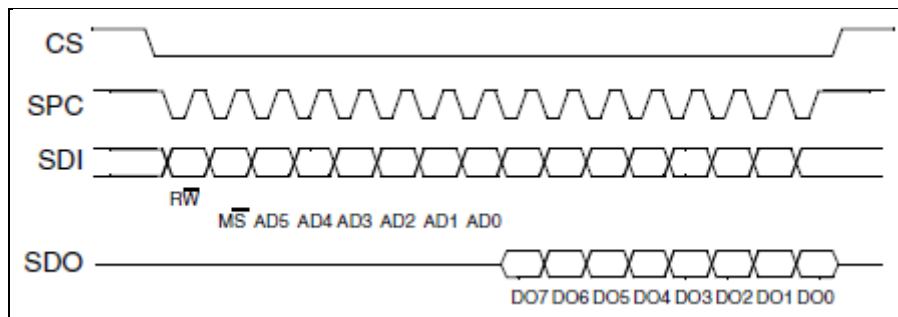 CS
SPC
SDI
RW̅
MS̅ AD5 AD4 AD3 AD2 AD1 AD0
SDO
DO7 DO6 DO5 DO4 DO3 DO2 DO1 DO0